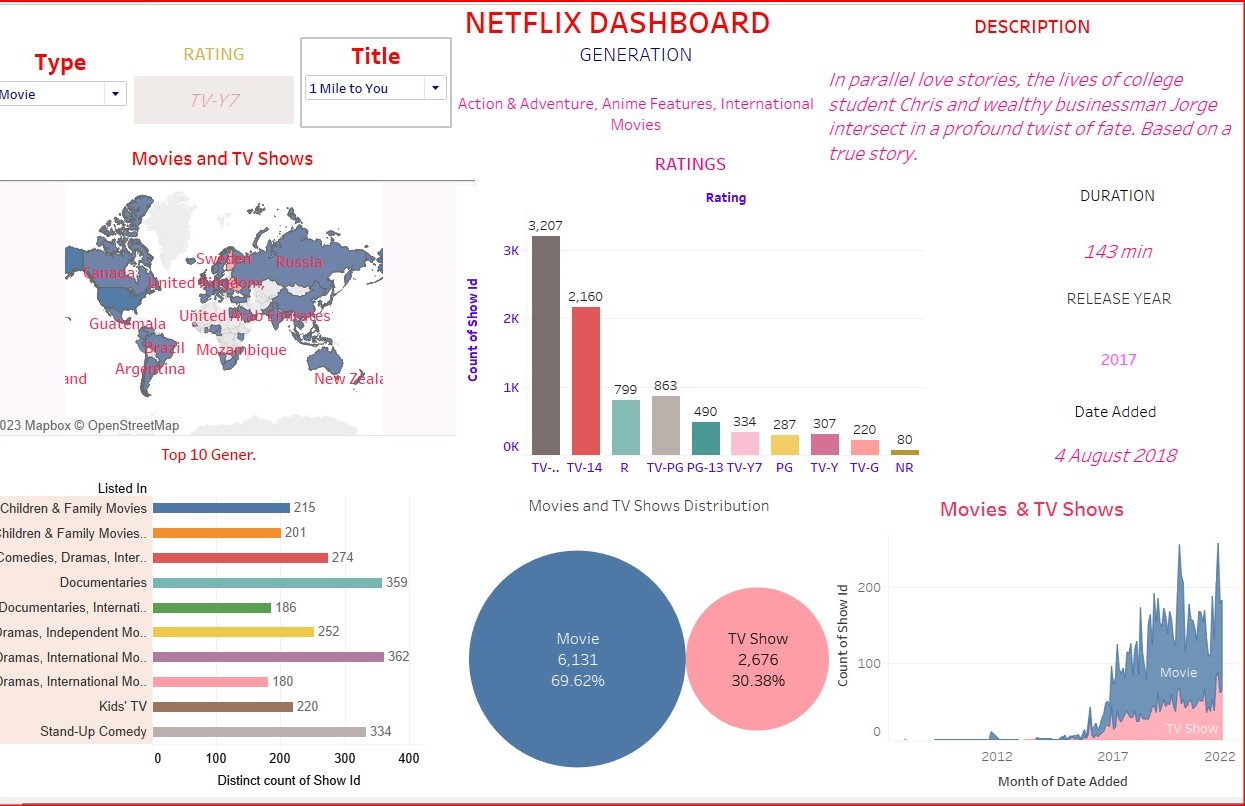 NETFLIX DASHBOARD
Type
Movie
RATING
TV-Y7
Title
1 Mile to You
GENERATION
Action & Adventure, Anime Features, International
Movies
DESCRIPTION
In parallel love stories, the lives of college
student Chris and wealthy businessman Jorge
intersect in a profound twist of fate. Based on a
true story.
Movies and TV Shows
Canada
Sweden
Russia
United Kingdom,
Guatemala
United Arab Emirates
Brazil
Mozambique
Argentina
and
New Zeala
023 Mapbox © OpenStreetMap
RATINGS
Rating
Count of Show Id
3K
2K
1K
0K
3,207
2,160
799
863
490
334
287
307
220
80
TV-.. TV-14 R TV-PG PG-13 TV-Y7 PG TV-Y TV-G NR
DURATION
143 min
RELEASE YEAR
2017
Date Added
4 August 2018
Top 10 Gener.
Listed In
Children & Family Movies 215
Children & Family Movies.. 201
Comedies, Dramas, Inter.. 274
Documentaries 359
Documentaries, Internati.. 186
Dramas, Independent Mo.. 252
Dramas, International Mo.. 362
Dramas, International Mo.. 180
Kids' TV 220
Stand-Up Comedy 334
0 100 200 300 400
Distinct count of Show Id
Movies and TV Shows Distribution
Movie
6,131
69.62%
TV Show
2,676
30.38%
Movies & TV Shows
Count of Show Id
200
100
0
Movie
TV Show
2012 2017 2022
Month of Date Added